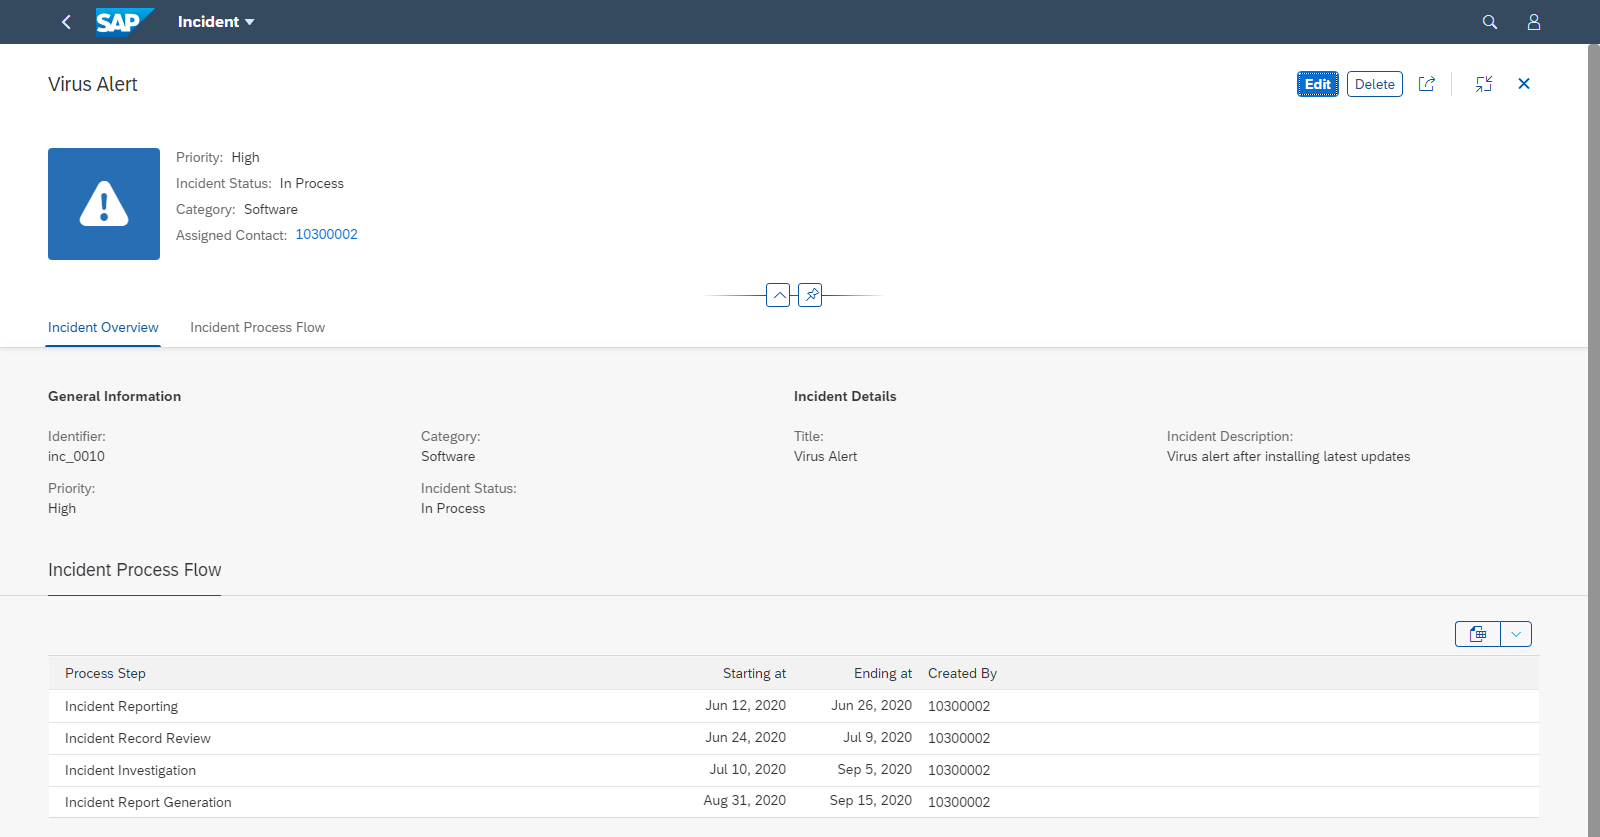 SAP Incident
Virus Alert
Edit Delete
Priority: High
Incident Status: In Process
Category: Software
Assigned Contact: 10300002
Incident Overview Incident Process Flow
General Information Incident Details
Identifier: Category: Title: Incident Description:
inc_0010 Software Virus Alert Virus alert after installing latest updates
Priority: Incident Status:
High In Process
Incident Process Flow
Process Step Starting at Ending at Created By
Incident Reporting Jun 12, 2020 Jun 26, 2020 10300002
Incident Record Review Jun 24, 2020 Jul 9, 2020 10300002
Incident Investigation Jul 10, 2020 Sep 5, 2020 10300002
Incident Report Generation Aug 31, 2020 Sep 15, 2020 10300002